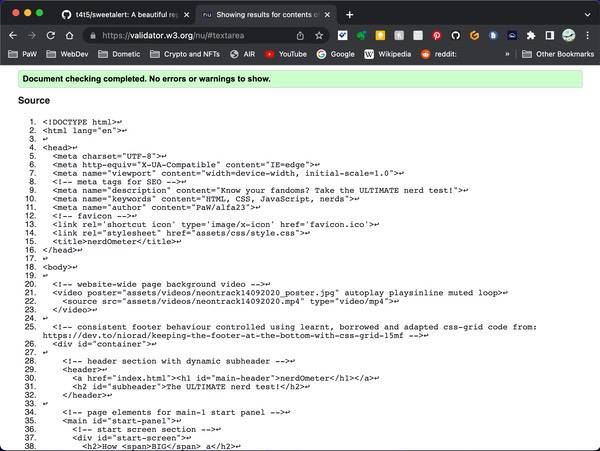 t4t5/sweetalert: A beautiful rep
Showing results for contents o
https://validator.w3.org/nu/#textarea
PaW
WebDev
Dometic
Crypto and NFTs
AIR
YouTube
Google
Wikipedia
reddit:
»
Other Bookmarks
Document checking completed. No errors or warnings to show.
Source
1. <!DOCTYPE html>↩
2. <html lang="en">↩
3. ↩
4. <head>↩
5. <meta charset="UTF-8">↩
6. <meta http-equiv="X-UA-Compatible" content="IE=edge">↩
7. <meta name="viewport" content="width=device-width, initial-scale=1.0">↩
8. <!-- meta tags for SEO -->↩
9. <meta name="description" content="Know your fandoms? Take the ULTIMATE nerd test!">↩
10. <meta name="keywords" content="HTML, CSS, JavaScript, nerds">↩
11. <meta name="author" content="PaW/alfa23">↩
12. <!-- favicon -->↩
13. <link rel='shortcut icon' type='image/x-icon' href='favicon.ico'>↩
14. <link rel="stylesheet" href="assets/css/style.css">↩
15. <title>nerdOmeter</title>↩
16. </head>↩
17. ↩
18. <body>↩
19. ↩
20. <!-- website-wide page background video -->↩
21. <video poster="assets/videos/neontrack14092020_poster.jpg" autoplay playsinline muted loop>↩
22. <source src="assets/videos/neontrack14092020.mp4" type="video/mp4">↩
23. </video>↩
24. ↩
25. <!-- consistent footer behaviour controlled using learnt, borrowed and adapted css-grid code from:
https://dev.to/niorad/keeping-the-footer-at-the-bottom-with-css-grid-15mf -->↩
26. <div id="container">↩
27. ↩
28. <!-- header section with dynamic subheader -->↩
29. <header>↩
30. <a href="index.html"><h1 id="main-header">nerdOmeter</h1></a>↩
31. <h2 id="subheader">The ULTIMATE nerd test!</h2>↩
32. </header>↩
33. ↩
34. <!-- page elements for main-1 start panel -->↩
35. <main id="start-panel">↩
36. <!-- start screen section -->↩
37. <div id="start-screen">↩
38. <h2>How <span>BIG</span> a</h2>↩